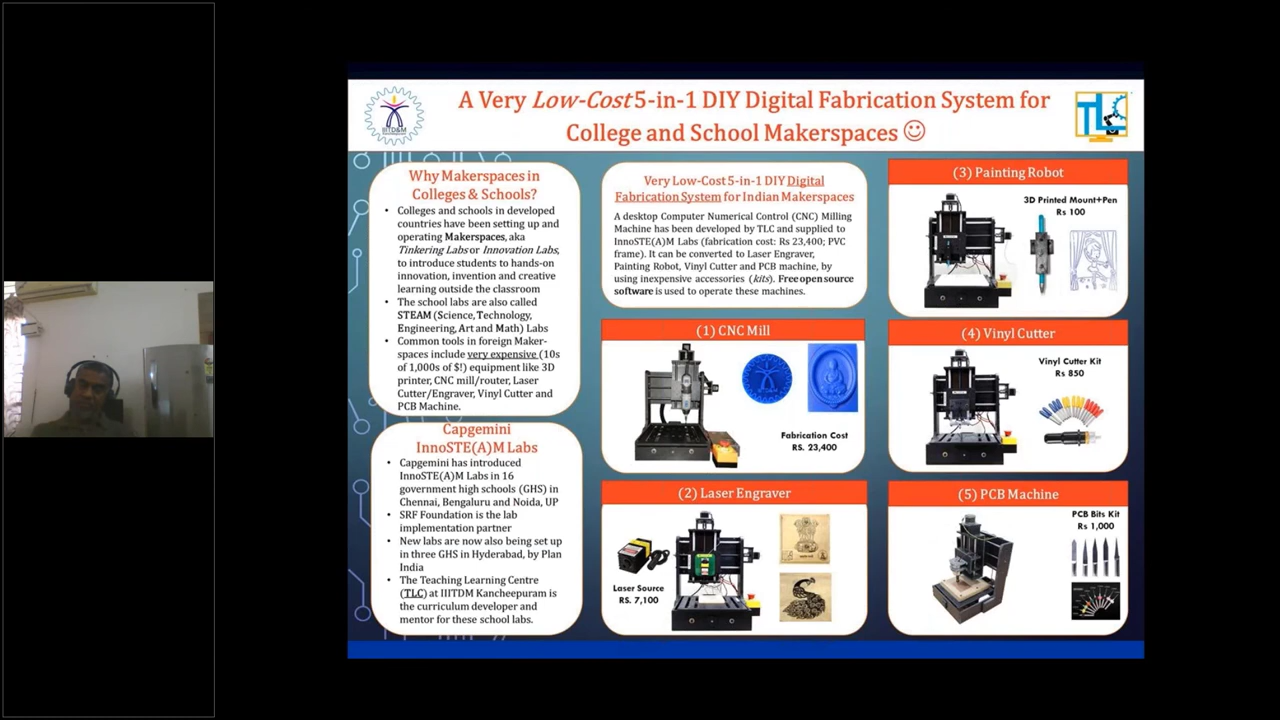 A Very Low-Cost 5-in-1 DIY Digital Fabrication System for
College and School Makerspaces ☺
IIITD&M
TLC
Why Makerspaces in
Colleges & Schools?
• Colleges and schools in developed
countries have been setting up and
operating Makerspaces, aka
Tinkering Labs or Innovation Labs,
to introduce students to hands-on
innovation, invention and creative
learning outside the classroom
• The school labs are also called
STEAM (Science, Technology,
Engineering, Art and Math) Labs
• Common tools in foreign Maker-
spaces include very expensive (10s
of 1,000s of $!) equipment like 3D
printer, CNC mill/router, Laser
Cutter/Engraver, Vinyl Cutter and
PCB Machine.
Capgemini
InnoSTE(A)M Labs
• Capgemini has introduced
InnoSTE(A)M Labs in 16
government high schools (GHS) in
Chennai, Bengaluru and Noida, UP
• SRF Foundation is the lab
implementation partner
• New labs are now also being set up
in three GHS in Hyderabad, by Plan
India
• The Teaching Learning Centre
(TLC) at IIITDM Kancheepuram is
the curriculum developer and
mentor for these school labs.
Very Low-Cost 5-in-1 DIY Digital
Fabrication System for Indian Makerspaces
A desktop Computer Numerical Control (CNC) Milling
Machine has been developed by TLC and supplied to
InnoSTE(A)M Labs (fabrication cost: Rs 23,400; PVC
frame). It can be converted to Laser Engraver,
Painting Robot, Vinyl Cutter and PCB machine, by
using inexpensive accessories (kits). Free open source
software is used to operate these machines.
(1) CNC Mill
Fabrication Cost
RS. 23,400
(2) Laser Engraver
Laser Source
RS. 7,100
(3) Painting Robot
3D Printed Mount+Pen
Rs 100
(4) Vinyl Cutter
Vinyl Cutter Kit
Rs 850
(5) PCB Machine
PCB Bits Kit
Rs 1,000